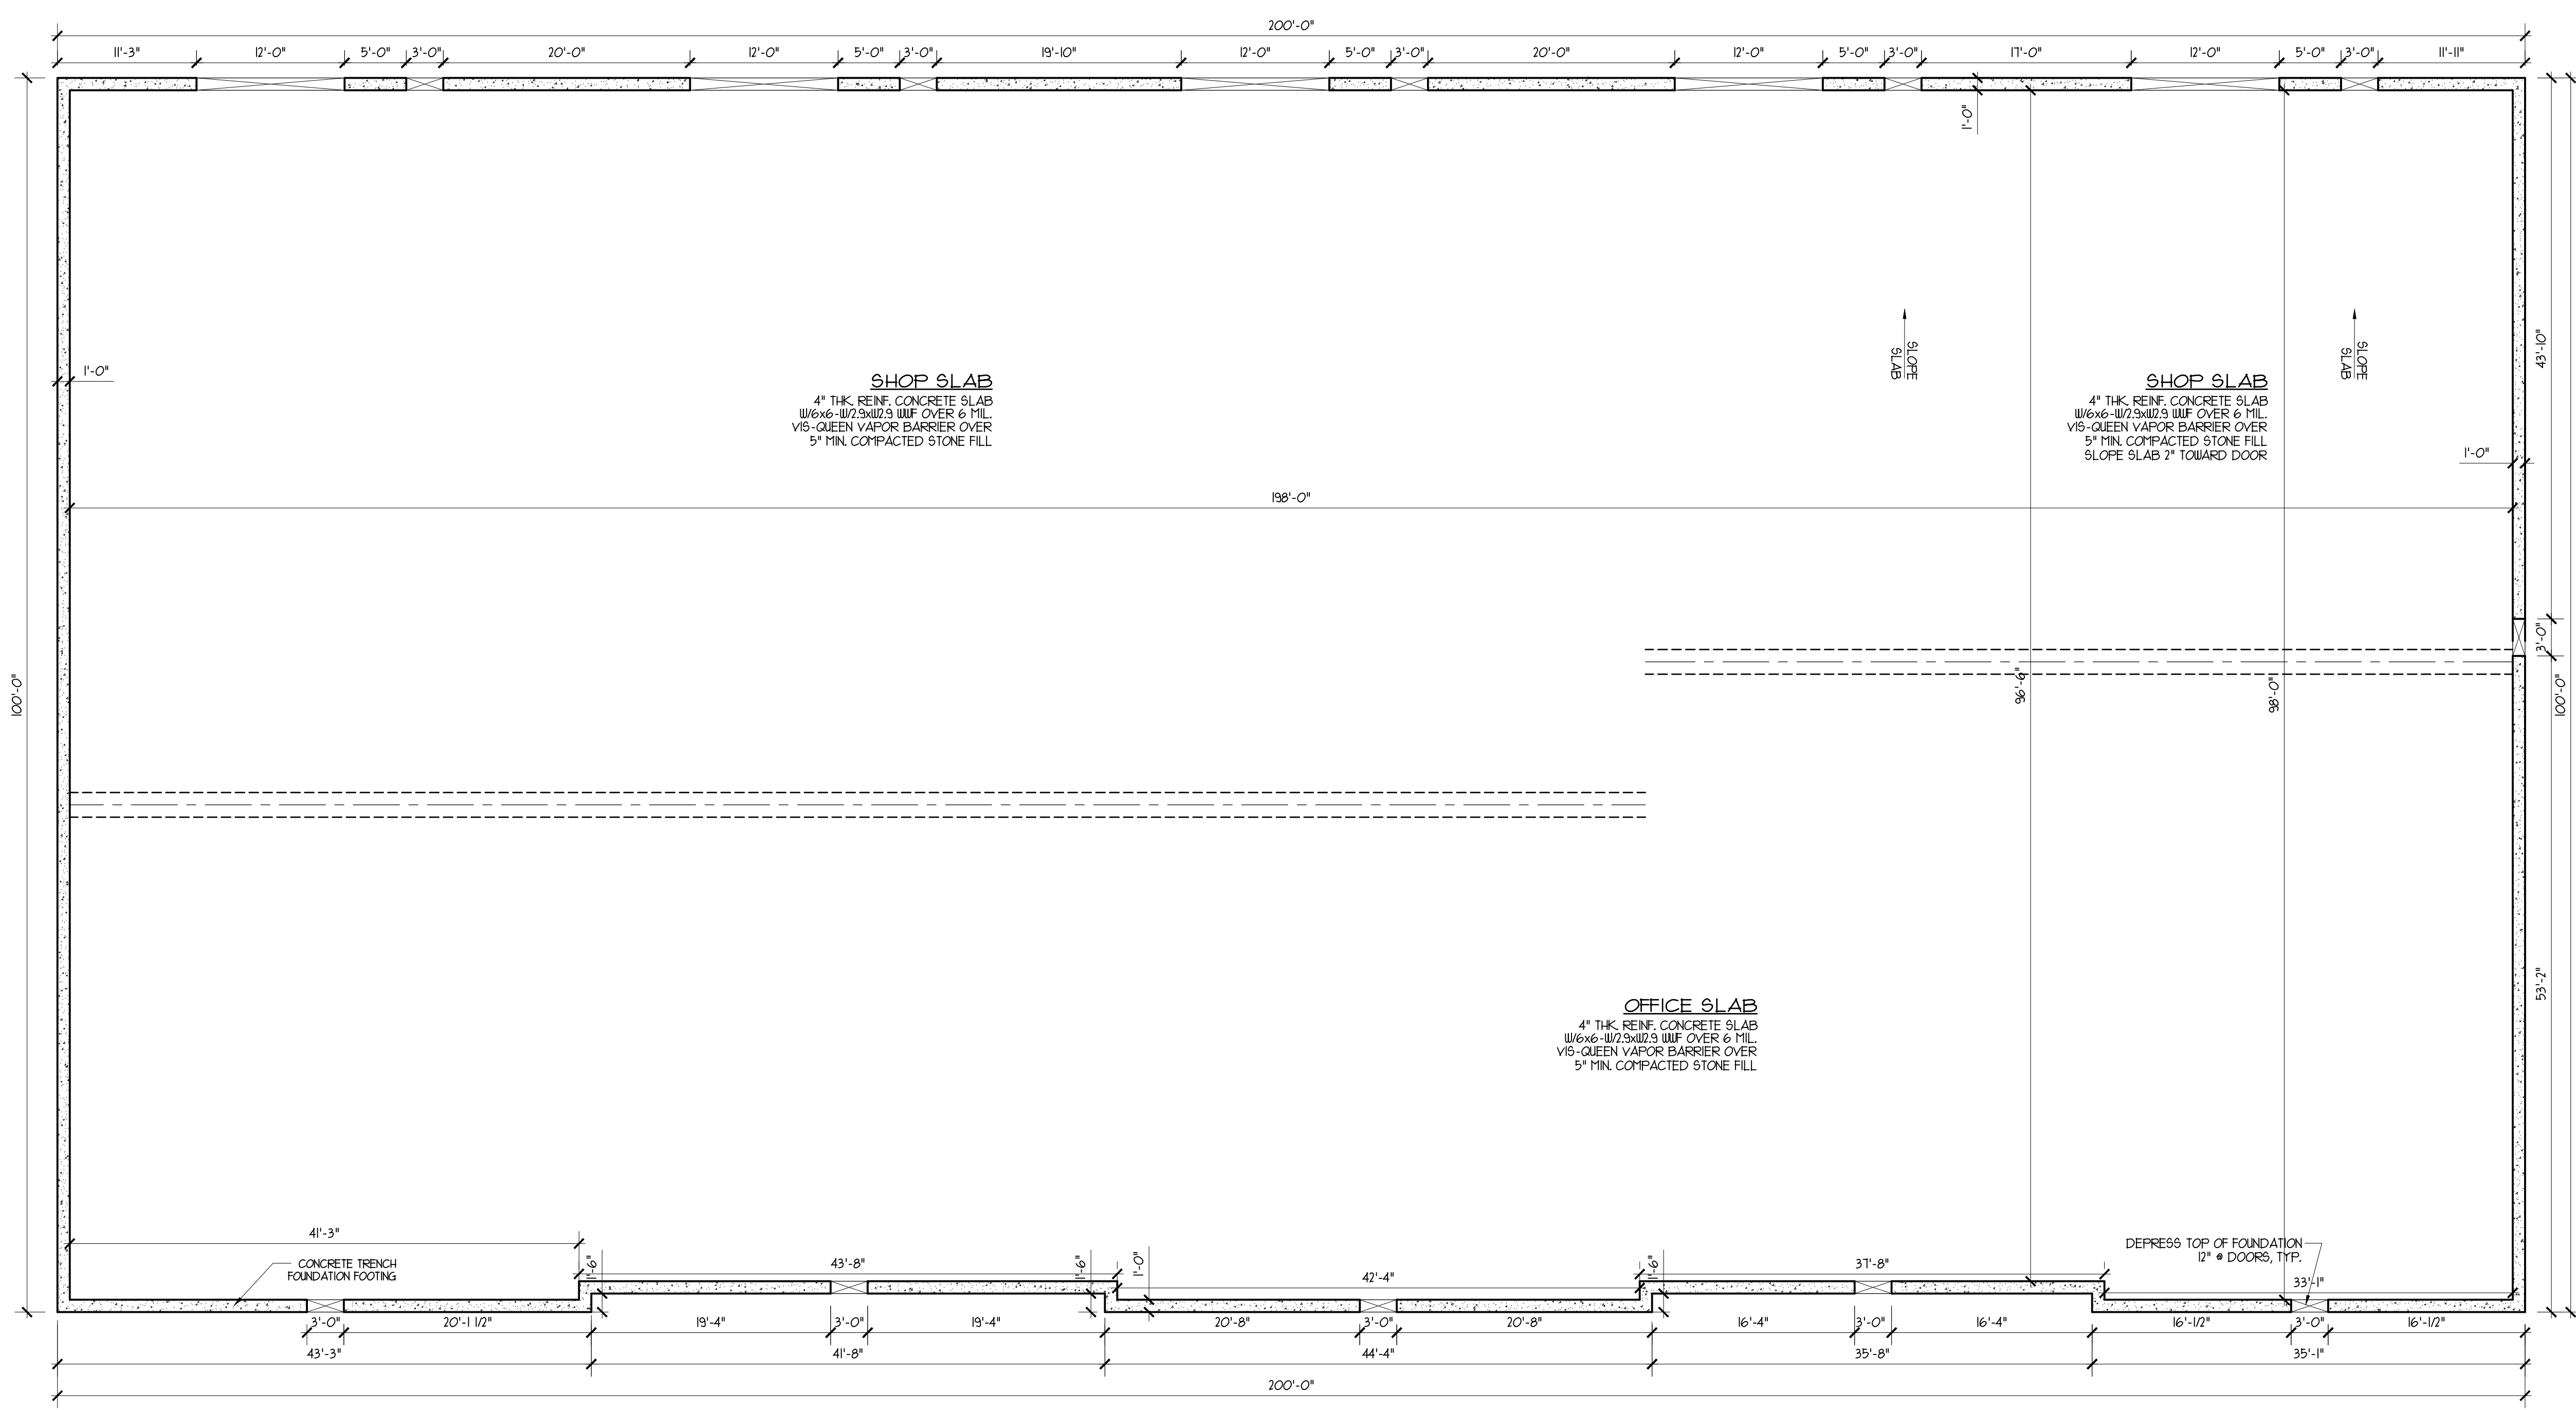 200'-0"
11'-3" 12'-0" 5'-0" 3'-0" 20'-0" 12'-0" 5'-0" 3'-0" 19'-10" 12'-0" 5'-0" 3'-0" 20'-0" 12'-0" 5'-0" 3'-0" 17'-0" 12'-0" 5'-0" 3'-0" 11'-11"
1'-0"
SLOPE
SLAB
SLOPE
SLAB
43'-10"
1'-0"
SHOP SLAB
4" THK. REINF. CONCRETE SLAB
W/6x6-W/2.9xW2.9 WWF OVER 6 MIL.
VIS-QUEEN VAPOR BARRIER OVER
5" MIN. COMPACTED STONE FILL
SHOP SLAB
4" THK. REINF. CONCRETE SLAB
W/6x6-W/2.9xW2.9 WWF OVER 6 MIL.
VIS-QUEEN VAPOR BARRIER OVER
5" MIN. COMPACTED STONE FILL
SLOPE SLAB 2" TOWARD DOOR
1'-0"
198'-0"
3'-0"
100'-0"
96'-6"
98'-0"
100'-0"
53'-2"
OFFICE SLAB
4" THK. REINF. CONCRETE SLAB
W/6x6-W/2.9xW2.9 WWF OVER 6 MIL.
VIS-QUEEN VAPOR BARRIER OVER
5" MIN. COMPACTED STONE FILL
41'-3"
CONCRETE TRENCH
FOUNDATION FOOTING
1'-6"
43'-8"
1'-6"
1'-0"
42'-4"
1'-6"
37'-8"
DEPRESS TOP OF FOUNDATION
12" @ DOORS, TYP.
33'-1"
3'-0" 20'-1 1/2" 19'-4" 3'-0" 19'-4" 20'-8" 3'-0" 20'-8" 16'-4" 3'-0" 16'-4" 16'-1/2" 3'-0" 16'-1/2"
43'-3" 41'-8" 44'-4" 35'-8" 35'-1"
200'-0"